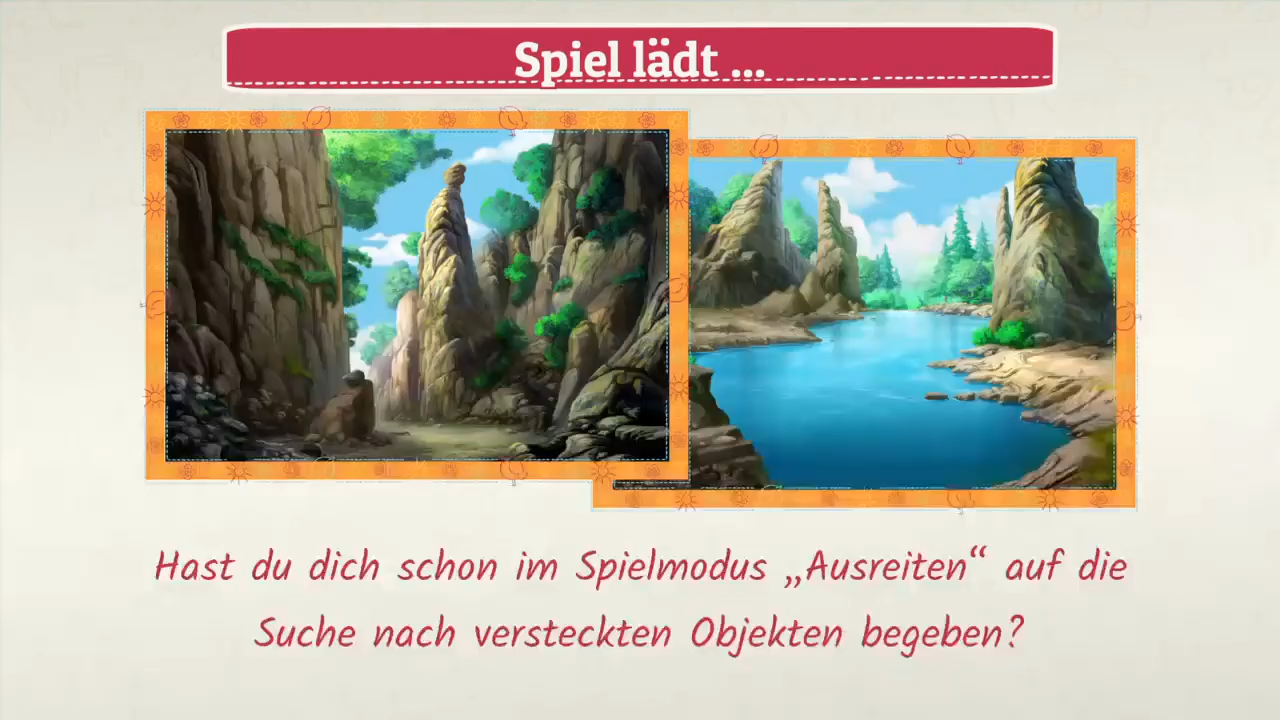 Spiel lädt ...
Hast du dich schon im Spielmodus „Ausreiten“ auf die
Suche nach versteckten Objekten begeben?